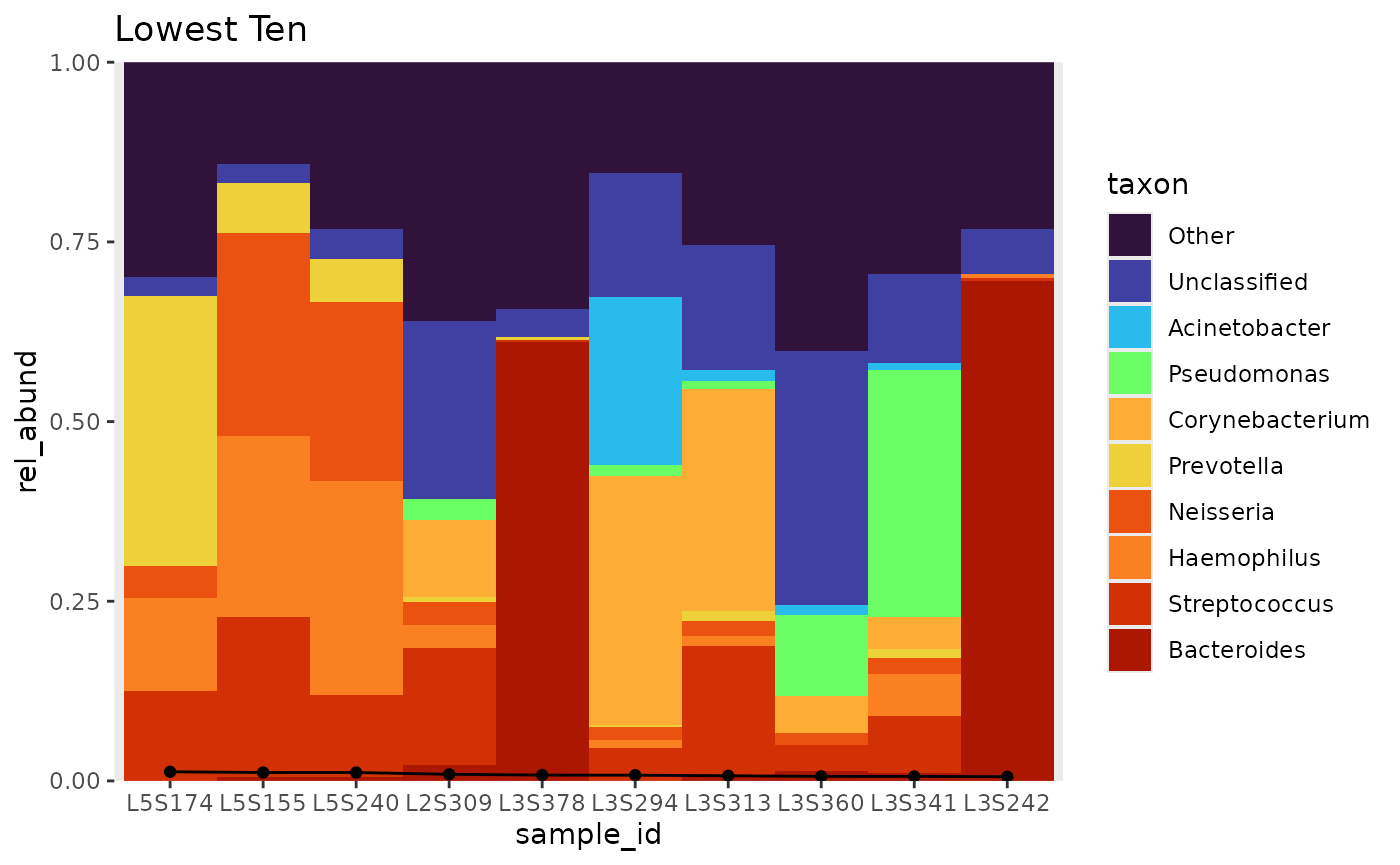 Lowest Ten
1.00
0.75
0.50
0.25
0.00
rel_abund
L5S174 L5S155 L5S240 L2S309 L3S378 L3S294 L3S313 L3S360 L3S341 L3S242
sample_id
taxon
Other
Unclassified
Acinetobacter
Pseudomonas
Corynebacterium
Prevotella
Neisseria
Haemophilus
Streptococcus
Bacteroides